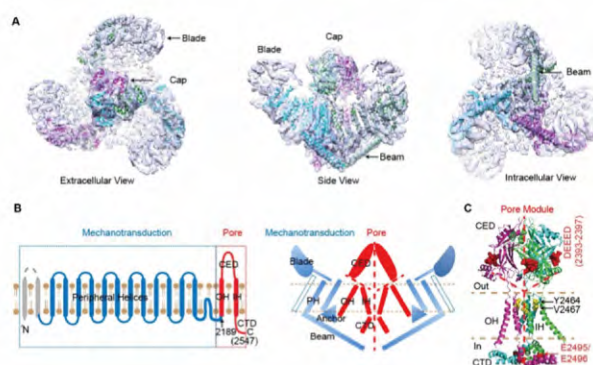 A
Blade
Cap
Extracellular View
Blade
Cap
Beam
Side View
Beam
Intracellular View
B
Mechanotransduction
Pore
CED
Peripheral Helices
OH IH
N
2189
CTD
C
(2547)
Mechanotransduction
Pore
Blade
CED
PH
OH
IH
Anchor
CTD
Beam
C
Pore Module
CED
DEEED
(2393-2397)
Out
Y2464
V2467
OH
IH
In
CTD
E2495/
E2496